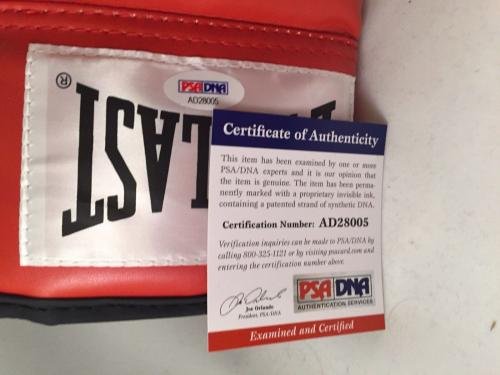 ®
LAST
PSA DNA
AD28005
Certificate of Authenticity
This item has been examined by one or more
PSA/DNA experts and it is our opinion that
the item is genuine. The item has been perma-
nently marked with a proprietary invisible ink,
containing a patented strand of synthetic DNA.
Certification Number: AD28005
Verification inquiries can be made to PSA/DNA by
calling 800-325-1121 or by visiting psacard.com and
entering the certification number above.
Joe Orlando
President, PSA/DNA
PSA DNA
AUTHENTICATION SERVICES
Examined and Certified